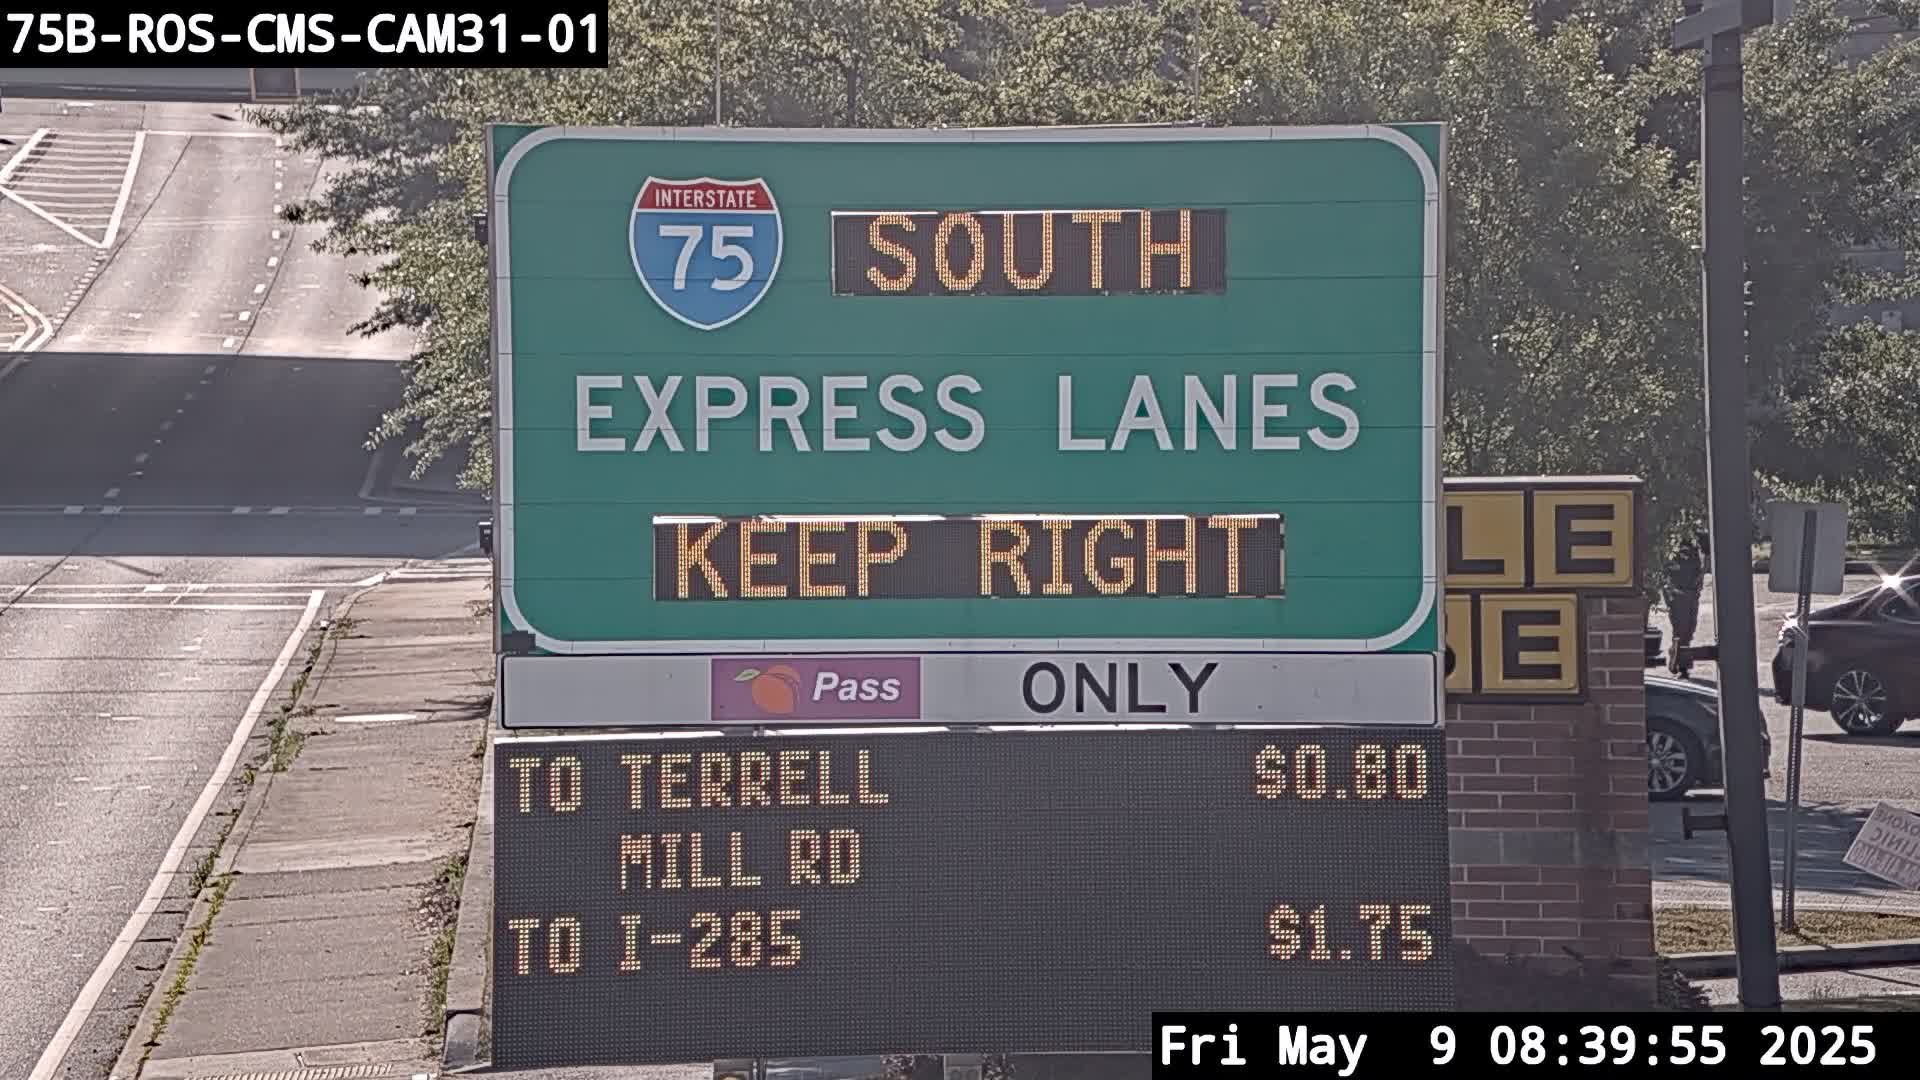 75B-ROS-CMS-CAM31-01
INTERSTATE
75 SOUTH
EXPRESS LANES
KEEP RIGHT
Pass ONLY
TO TERRELL $0.80
MILL RD
TO I-285 $1.75
LE
E
Fri May 9 08:39:55 2025